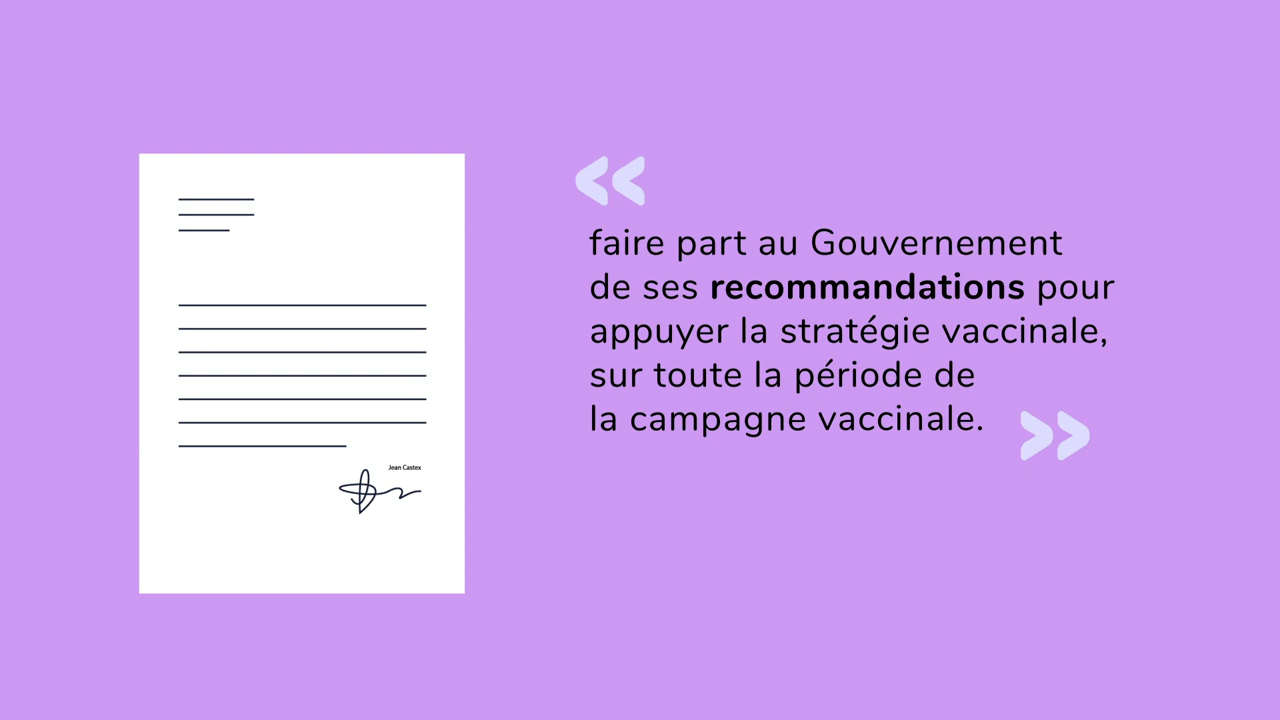 Jean Castex
«
faire part au Gouvernement
de ses recommandations pour
appuyer la stratégie vaccinale,
sur toute la période de
la campagne vaccinale.
»